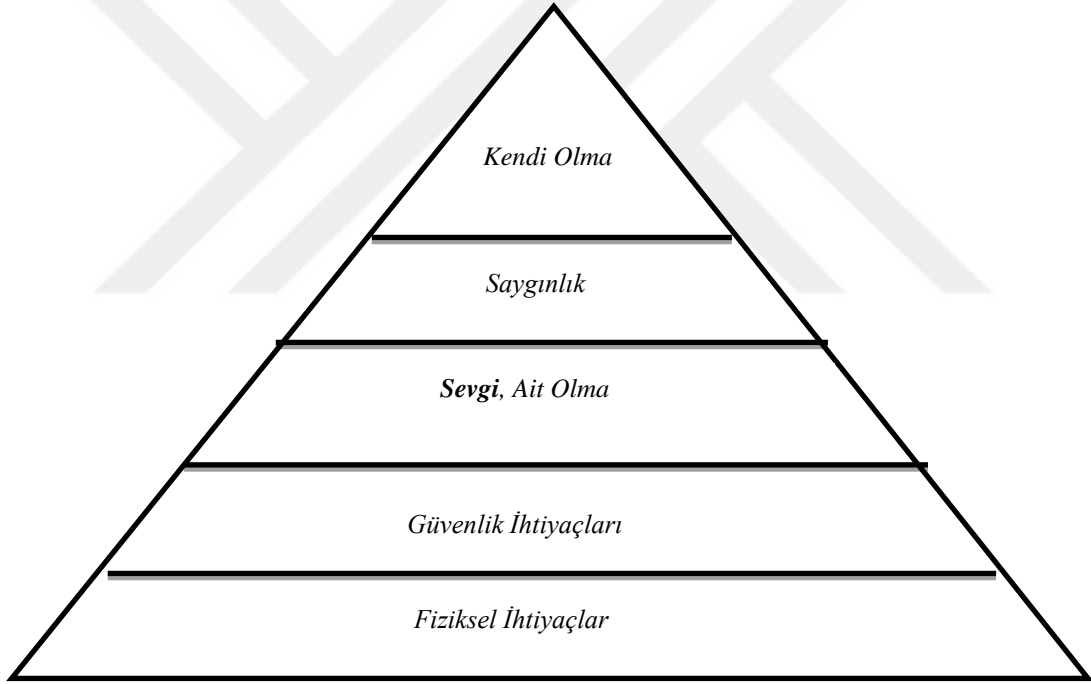 Kendi Olma
Saygınlık
Sevgi, Ait Olma
Güvenlik İhtiyaçları
Fiziksel İhtiyaçlar